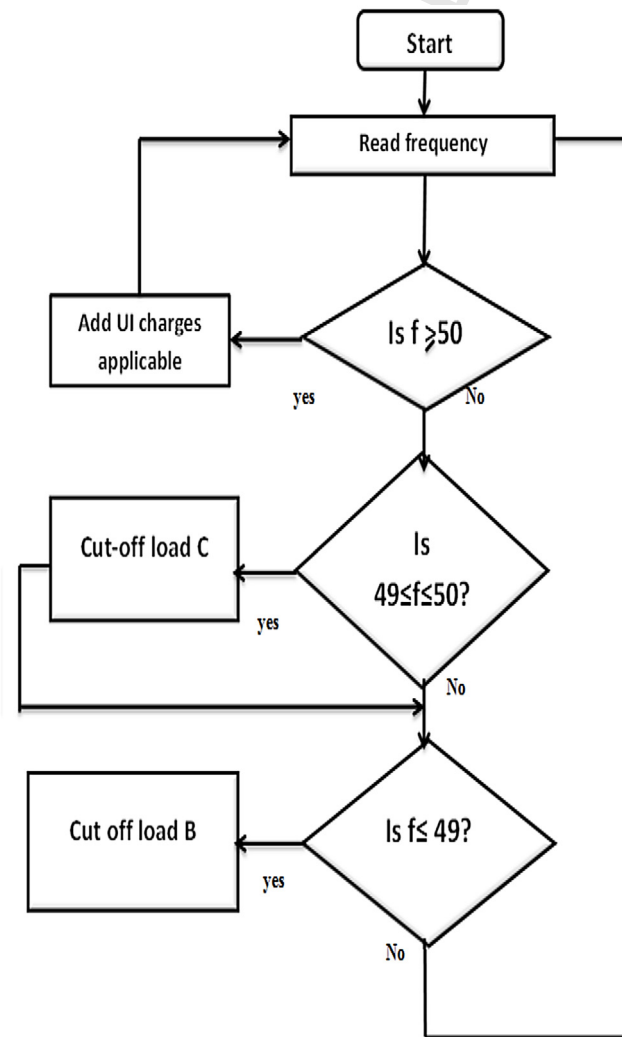 Start
Read frequency
Is f ≥50
Add UI charges
applicable
yes
No
Is
49≤f≤50?
Cut-off load C
yes
No
Is f≤ 49?
Cut off load B
yes
No